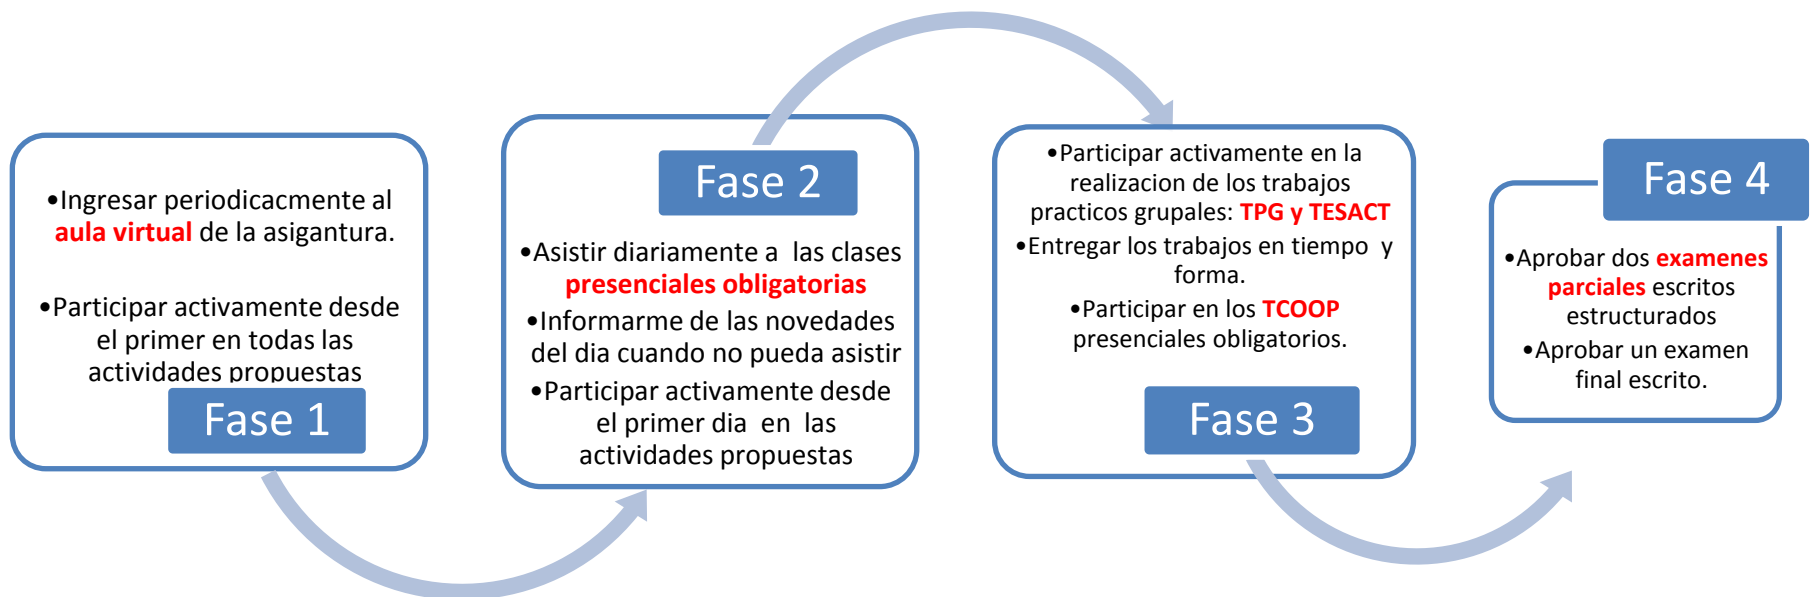 •Ingresar periodicacmente al
aula virtual de la asigantura.
•Participar activamente desde
el primer en todas las
actividades propuestas
Fase 1
Fase 2
•Asistir diariamente a las clases
presenciales obligatorias
•Informarme de las novedades
del dia cuando no pueda asistir
•Participar activamente desde
el primer dia en las
actividades propuestas
•Participar activamente en la
realizacion de los trabajos
practicos grupales: TPG y TESACT
•Entregar los trabajos en tiempo y
forma.
•Participar en los TCOOP
presenciales obligatorios.
Fase 3
Fase 4
•Aprobar dos examenes
parciales escritos
estructurados
•Aprobar un examen
final escrito.